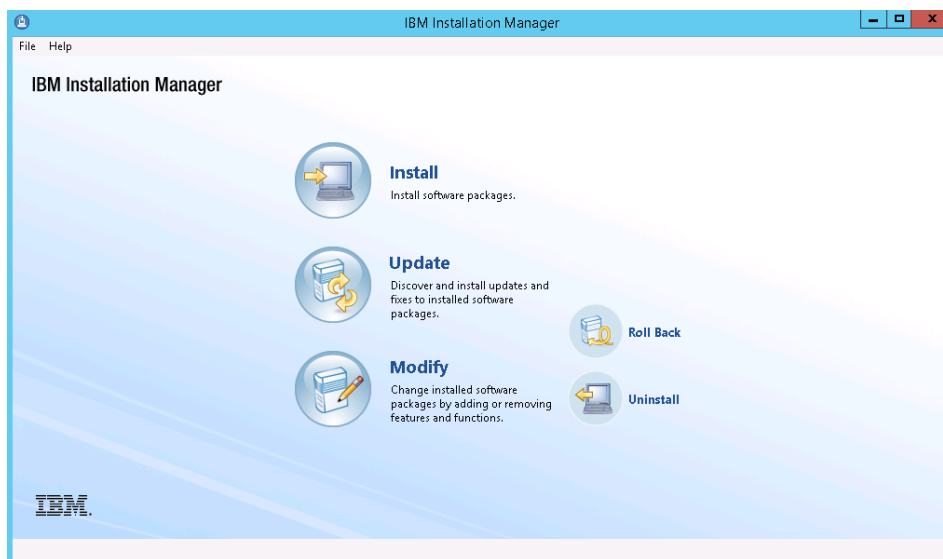 IBM Installation Manager
File Help
IBM Installation Manager
Install
Install software packages.
Update
Discover and install updates and
fixes to installed software
packages.
Roll Back
Modify
Change installed software
packages by adding or removing
features and functions.
Uninstall
IBM.